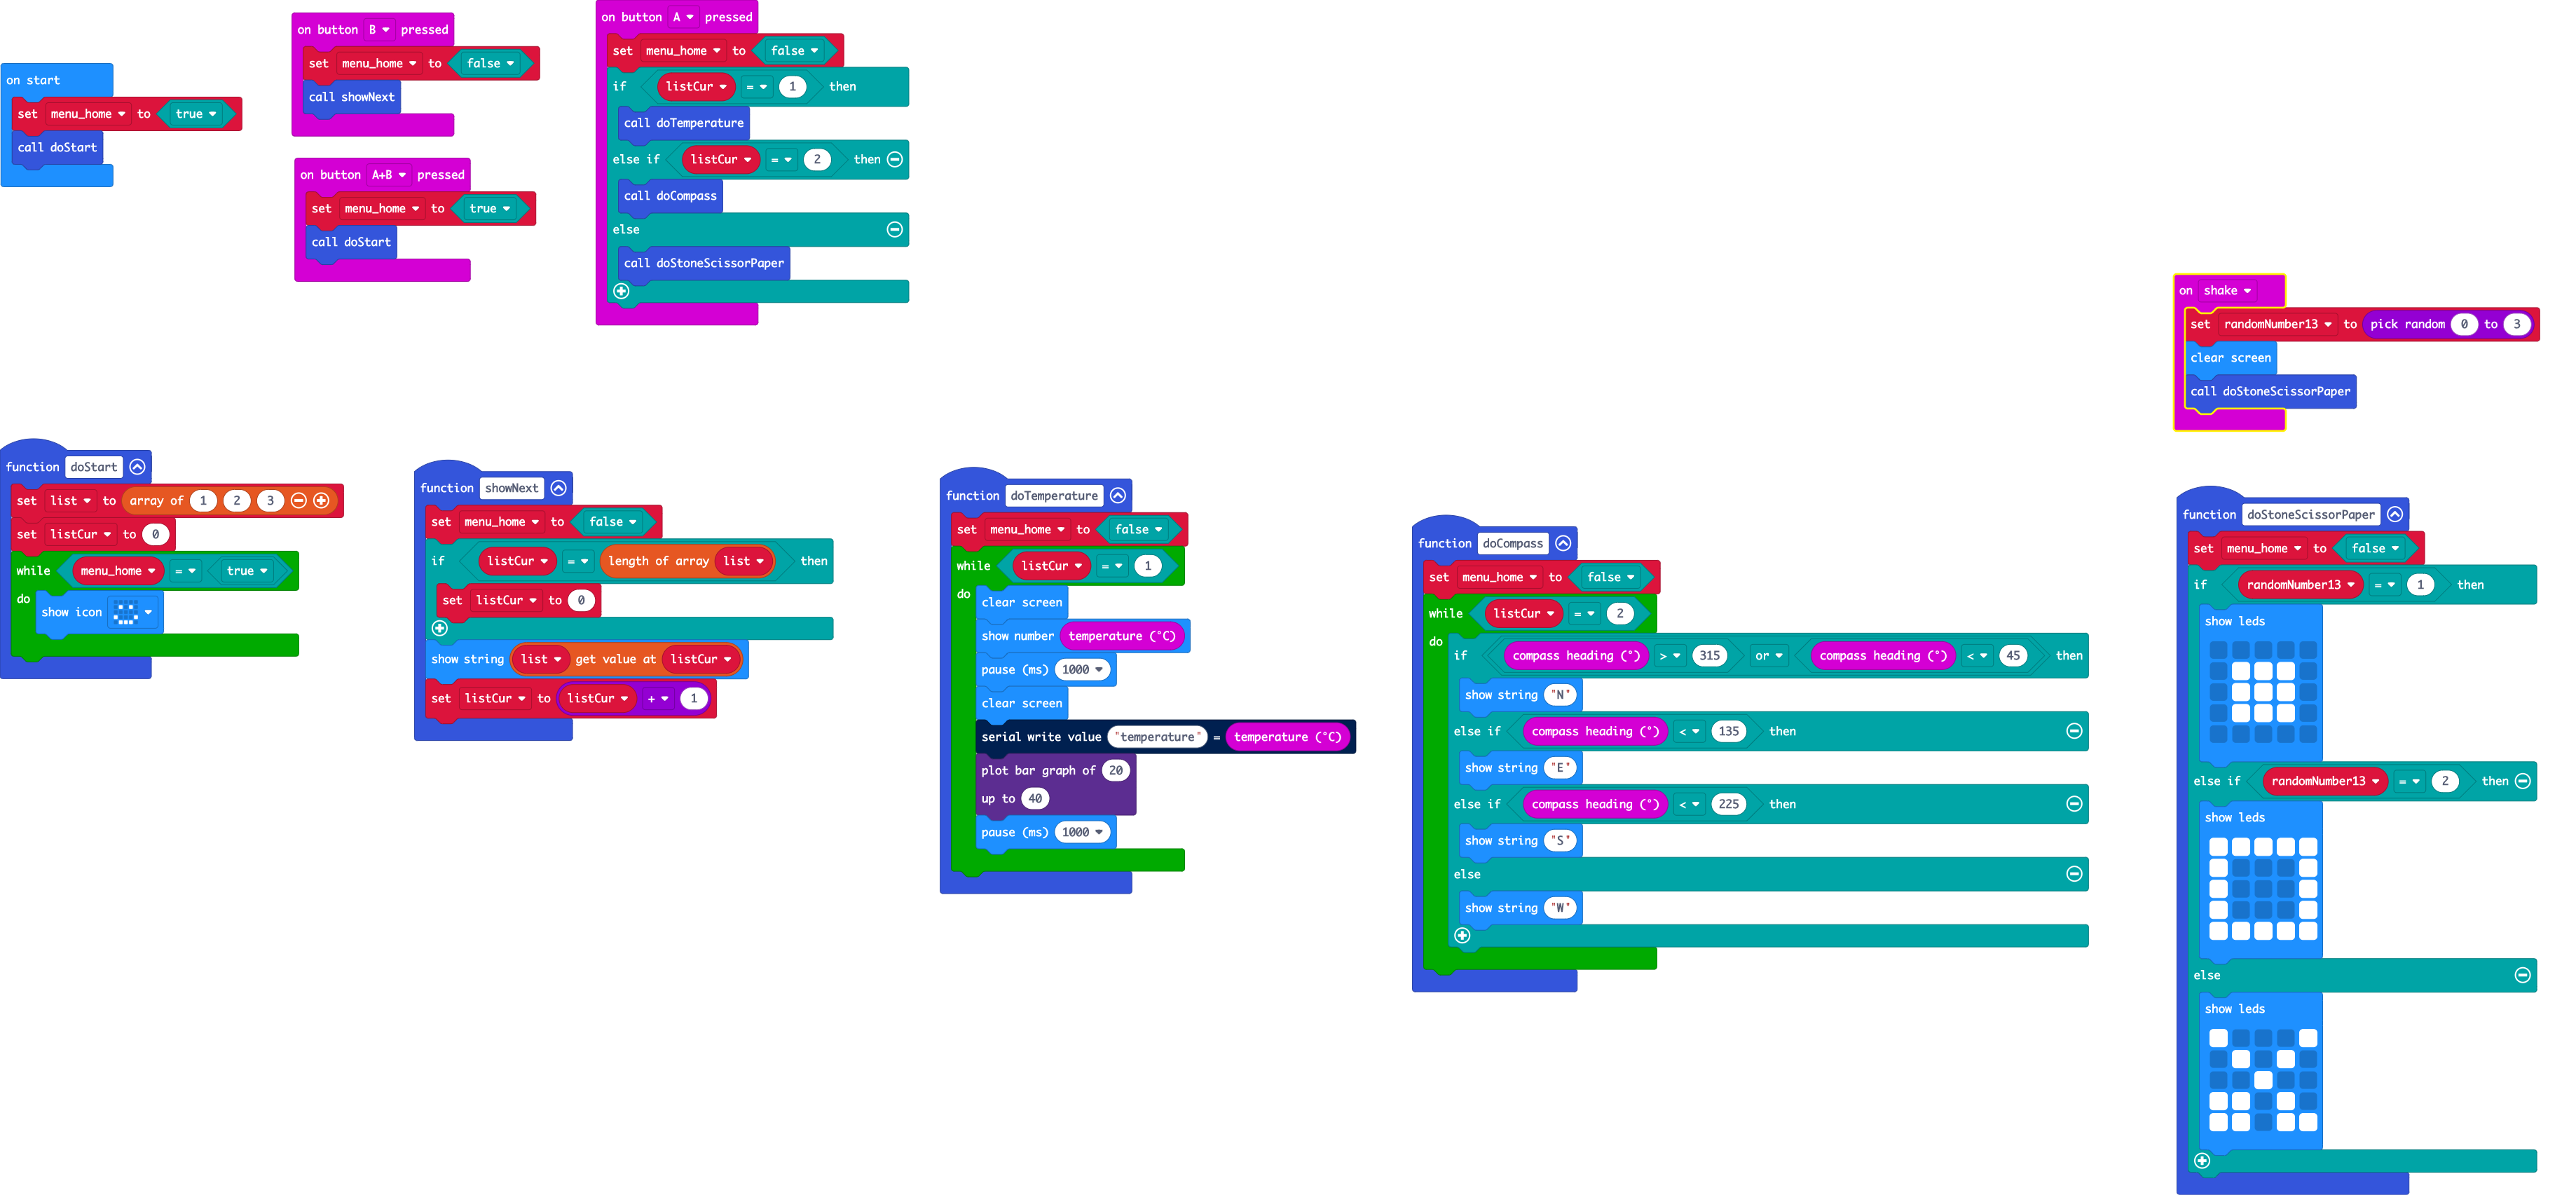 on start
set menu_home to true
call doStart
on button B pressed
set menu_home to false
call showNext
on button A+B pressed
set menu_home to true
call doStart
on button A pressed
set menu_home to false
if listCur = 1 then
call doTemperature
else if listCur = 2 then
call doCompass
else
call doStoneScissorPaper
on shake
set randomNumber13 to pick random 0 to 3
clear screen
call doStoneScissorPaper
function doStart
set list to array of 1 2 3
set listCur to 0
while menu_home = true
do show icon
function showNext
set menu_home to false
if listCur = length of array list then
set listCur to 0
show string list get value at listCur
set listCur to listCur + 1
function doTemperature
set menu_home to false
while listCur = 1
do
clear screen
show number temperature (°C)
pause (ms) 1000
clear screen
serial write value "temperature" = temperature (°C)
plot bar graph of 20
up to 40
pause (ms) 1000
function doCompass
set menu_home to false
while listCur = 2
do
if compass heading (°) > 315 or compass heading (°) < 45 then
show string "N"
else if compass heading (°) < 135 then
show string "E"
else if compass heading (°) < 225 then
show string "S"
else
show string "W"
function doStoneScissorPaper
set menu_home to false
if randomNumber13 = 1 then
show leds
else if randomNumber13 = 2 then
show leds
else
show leds